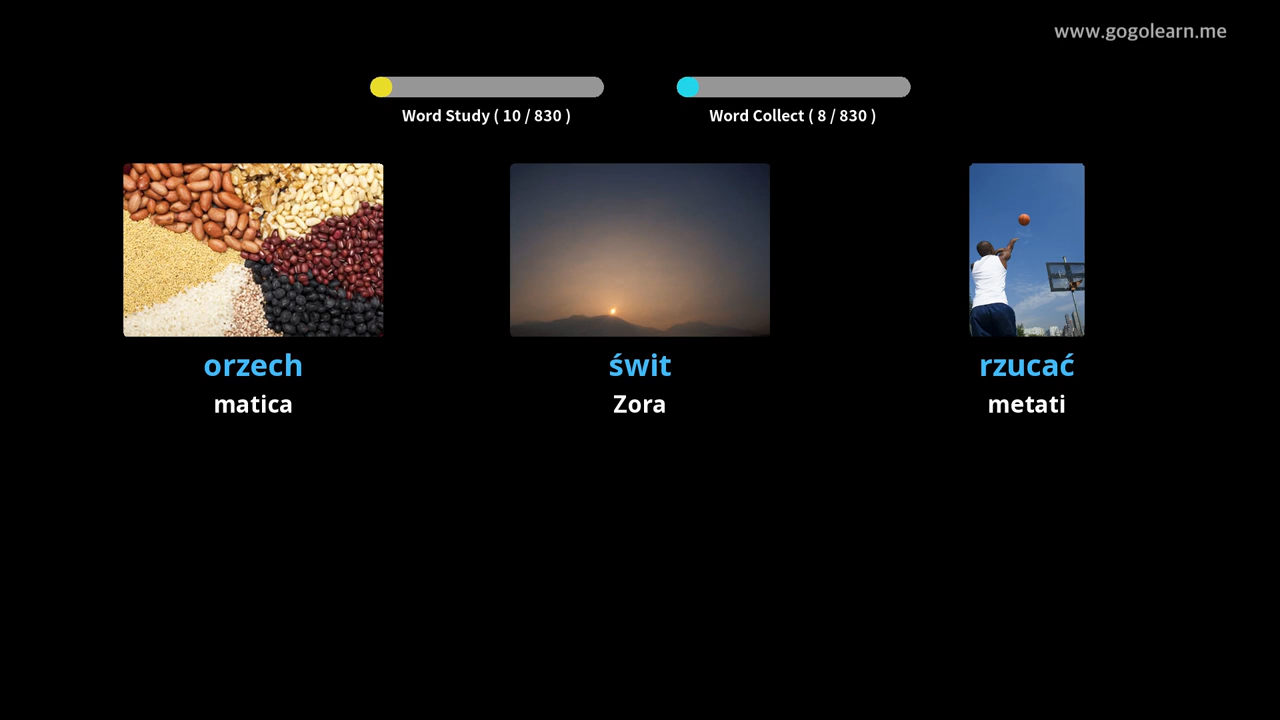 www.gogolearn.me
Word Study ( 10 / 830 )
Word Collect ( 8 / 830 )
orzech
matica
świt
Zora
rzucać
metati